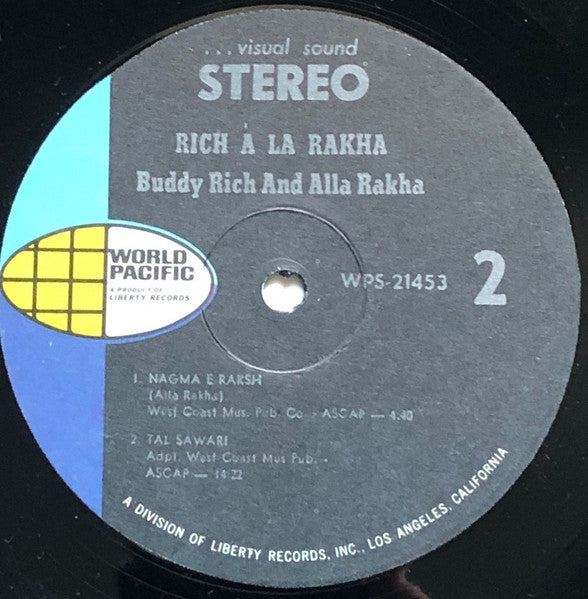 ...visual sound
STEREO
RICH À LA RAKHA
Buddy Rich And Alla Rakha
WORLD
PACIFIC
A PRODUCT OF
LIBERTY RECORDS
WPS-21453
2
1. NAGMA E RAKSH
(Alla Rakha)
West Coast Mus. Pub. Co. - ASCAP — 4:40
2. TAL SAWARI
Adpt. West Coast Mus Pub. -
ASCAP — 14:22
A DIVISION OF LIBERTY RECORDS, INC., LOS ANGELES, CALIFORNIA